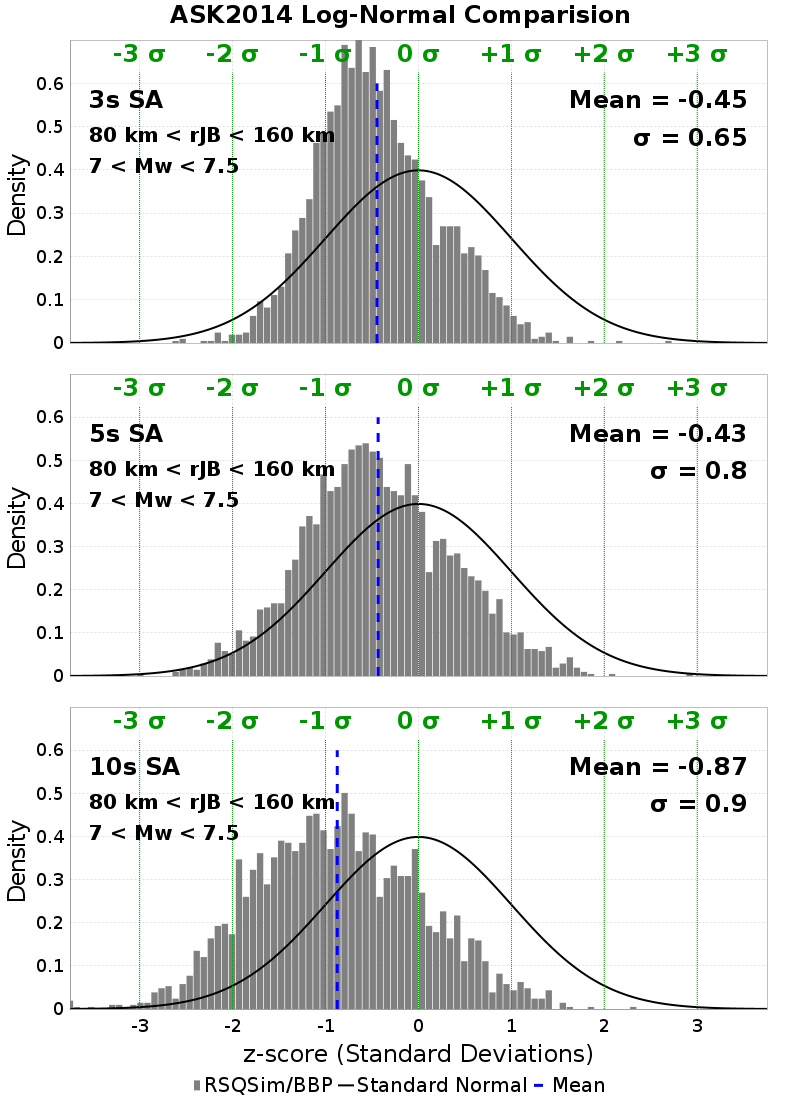 ASK2014 Log-Normal Comparision
-3 σ -2 σ -1 σ 0 σ +1 σ +2 σ +3 σ
3s SA
80 km < rJB < 160 km
7 < Mw < 7.5
Mean = -0.45
σ = 0.65
Density
0.6
0.5
0.4
0.3
0.2
0.1
0
-3 σ -2 σ -1 σ 0 σ +1 σ +2 σ +3 σ
5s SA
80 km < rJB < 160 km
7 < Mw < 7.5
Mean = -0.43
σ = 0.8
Density
0.6
0.5
0.4
0.3
0.2
0.1
0
-3 σ -2 σ -1 σ 0 σ +1 σ +2 σ +3 σ
10s SA
80 km < rJB < 160 km
7 < Mw < 7.5
Mean = -0.87
σ = 0.9
Density
0.6
0.5
0.4
0.3
0.2
0.1
0
-3 -2 -1 0 1 2 3
z-score (Standard Deviations)
RSQSim/BBP Standard Normal Mean